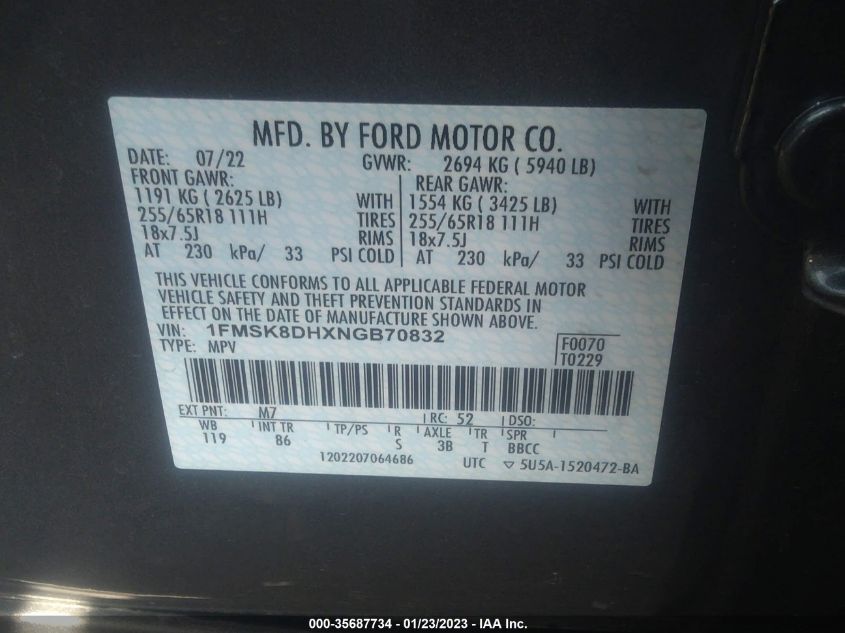 MFD. BY FORD MOTOR CO.
DATE: 07/22 GVWR: 2694 KG ( 5940 LB)
FRONT GAWR: REAR GAWR:
1191 KG ( 2625 LB) WITH 1554 KG ( 3425 LB) WITH
255/65R18 111H TIRES 255/65R18 111H TIRES
18x7.5J RIMS 18x7.5J RIMS
AT 230 kPa/ 33 PSI COLD AT 230 kPa/ 33 PSI COLD
THIS VEHICLE CONFORMS TO ALL APPLICABLE FEDERAL MOTOR
VEHICLE SAFETY AND THEFT PREVENTION STANDARDS IN
EFFECT ON THE DATE OF MANUFACTURE SHOWN ABOVE.
VIN: 1FMSK8DHXNGB70832 F0070
TYPE: MPV T0229
EXT PNT: M7 RC: 52 DSO:
WB INT TR TP/PS R AXLE TR SPR
119 86 S 3B T BBCC
1202207064686 UTC ▽ 5U5A-1520472-BA
000-35687734 - 01/23/2023 - IAA Inc.